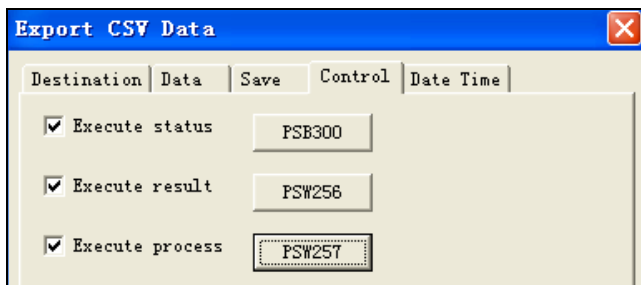 Export CSV Data
Destination Data Save Control Date Time
Execute status PSB300
Execute result PSW256
Execute process PSW257